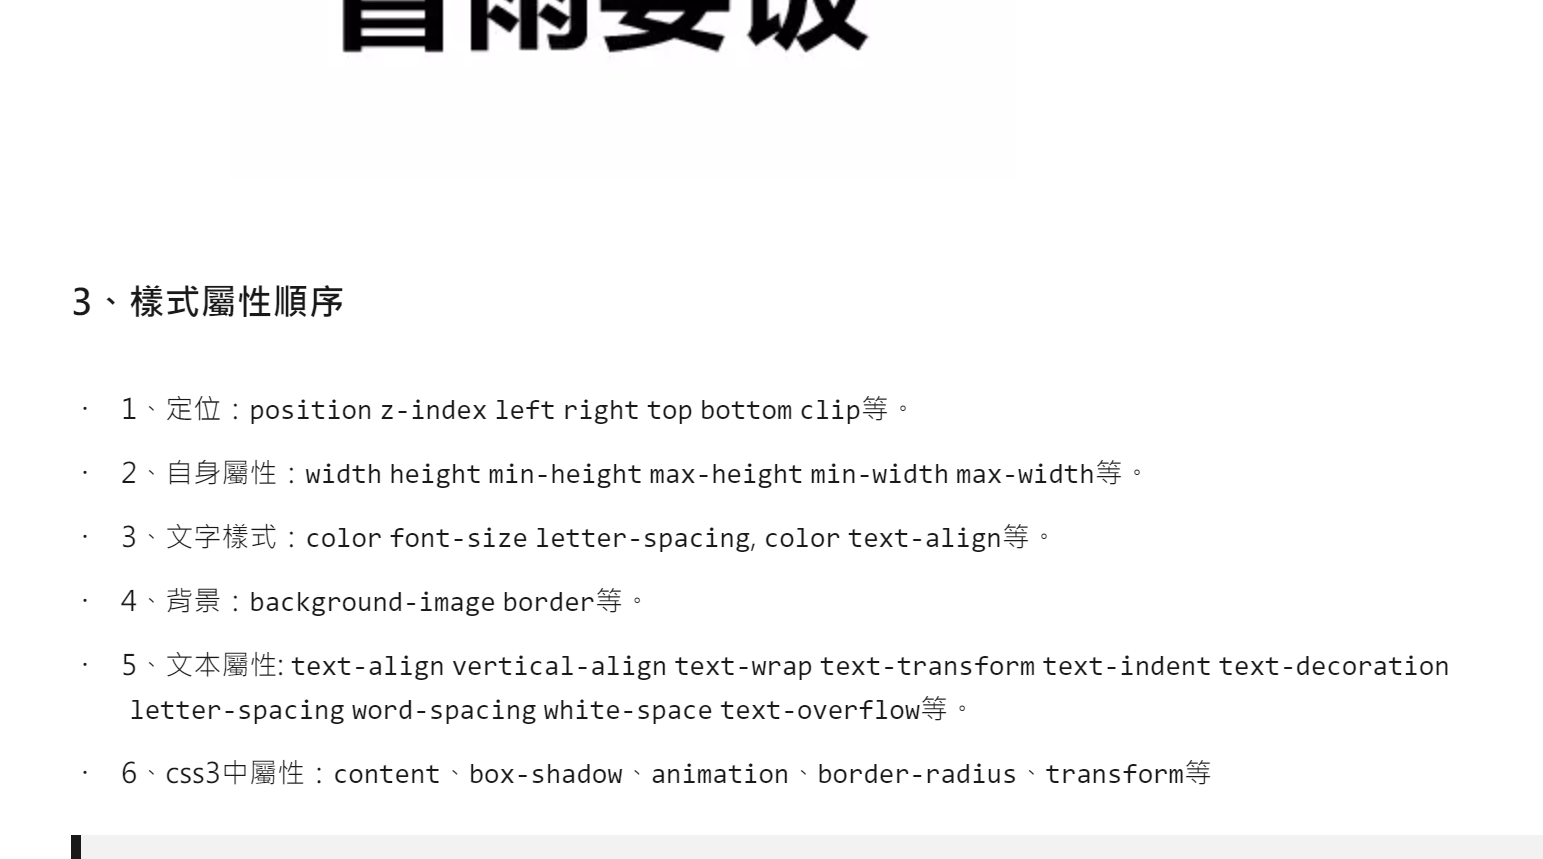 3、樣式屬性順序
· 1、定位：position z-index left right top bottom clip等。
· 2、自身屬性：width height min-height max-height min-width max-width等。
· 3、文字樣式：color font-size letter-spacing, color text-align等。
· 4、背景：background-image border等。
· 5、文本屬性: text-align vertical-align text-wrap text-transform text-indent text-decoration
letter-spacing word-spacing white-space text-overflow等。
· 6、css3中屬性：content、box-shadow、animation、border-radius、transform等